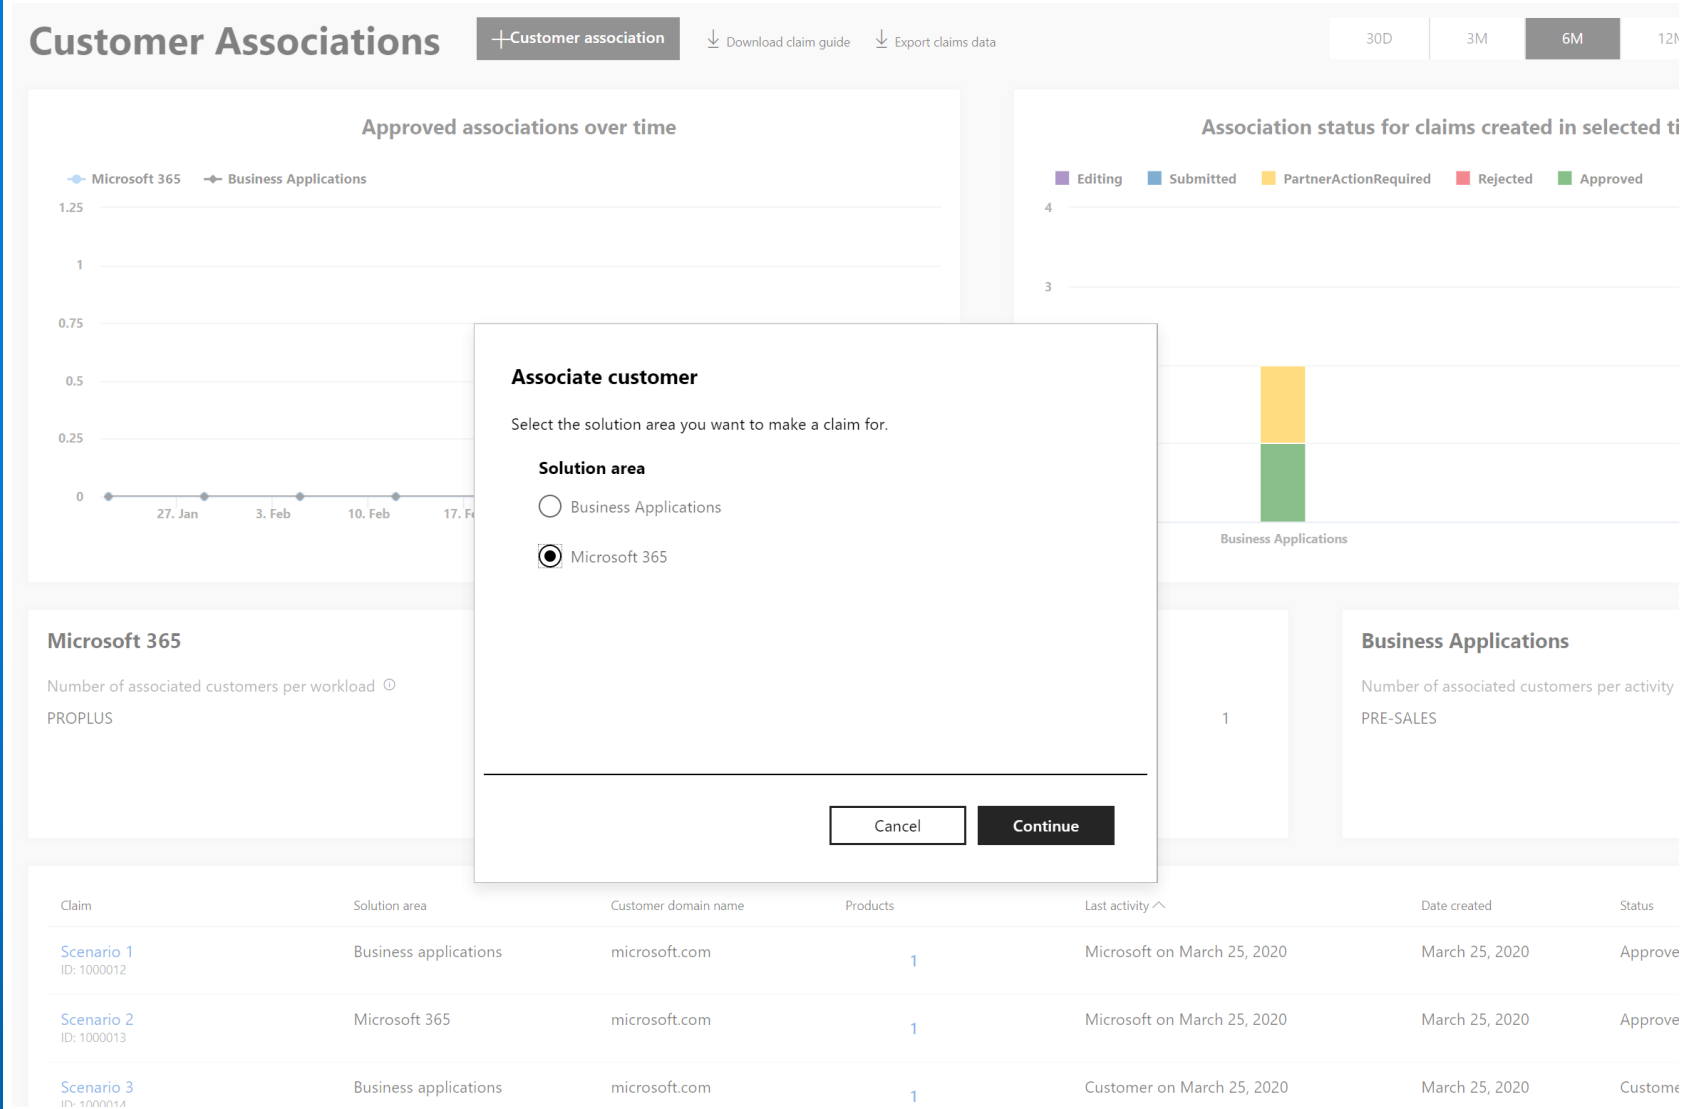 Customer Associations
Customer association
Download claim guide
Export claims data
30D 3M 6M
Approved associations over time
Microsoft 365 Business Applications
1.25
1
0.75
0.5
0.25
0
27. Jan 3. Feb 10. Feb 17.
Association status for claims created in selected
Editing Submitted PartnerActionRequired Rejected Approved
4
3
Business Applications
Associate customer
Select the solution area you want to make a claim for.
Solution area
Business Applications
Microsoft 365
Cancel Continue
Microsoft 365
Number of associated customers per workload
PROPLUS 1
Business Applications
Number of associated customers per activity
PRE-SALES
Claim Solution area Customer domain name Products Last activity Date created Status
Scenario 1 Business applications microsoft.com 1 Microsoft on March 25, 2020 March 25, 2020 Approve
ID: 1000012
Scenario 2 Microsoft 365 microsoft.com 1 Microsoft on March 25, 2020 March 25, 2020 Approve
ID: 1000013
Scenario 3 Business applications microsoft.com 1 Customer on March 25, 2020 March 25, 2020 Custome
ID: 1000014